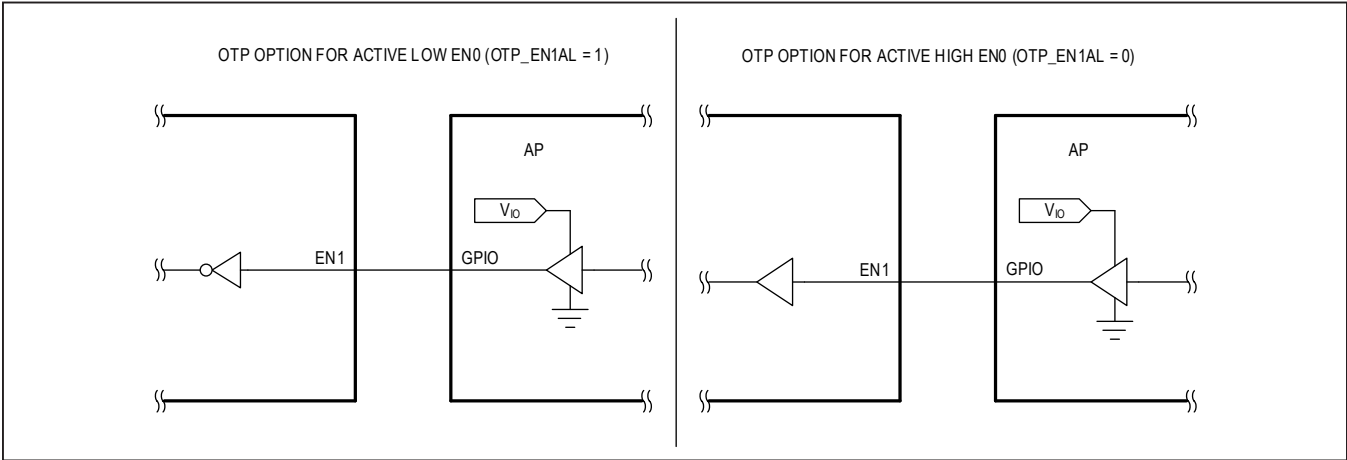 OTP OPTION FOR ACTIVE LOW EN0 (OTP_EN1AL = 1)
AP
VIO
EN1
GPIO
OTP OPTION FOR ACTIVE HIGH EN0 (OTP_EN1AL = 0)
AP
VIO
EN1
GPIO